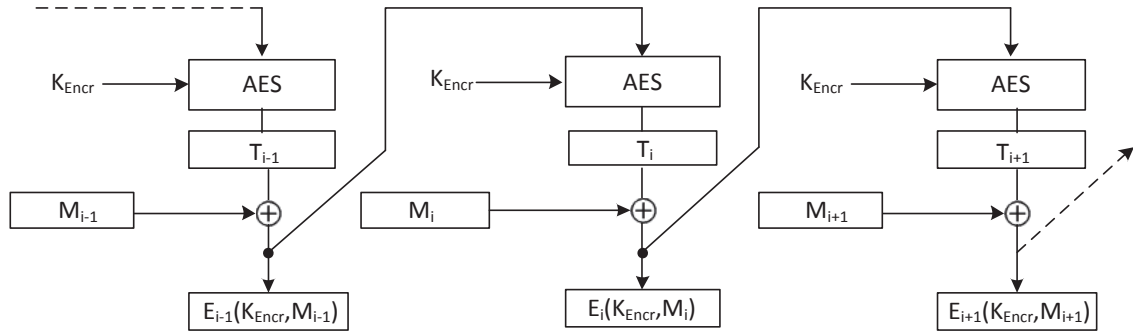 K_Encr AES K_Encr AES K_Encr AES
T_i-1 T_i T_i+1
M_i-1 M_i M_i+1
E_i-1(K_Encr,M_i-1) E_i(K_Encr,M_i) E_i+1(K_Encr,M_i+1)